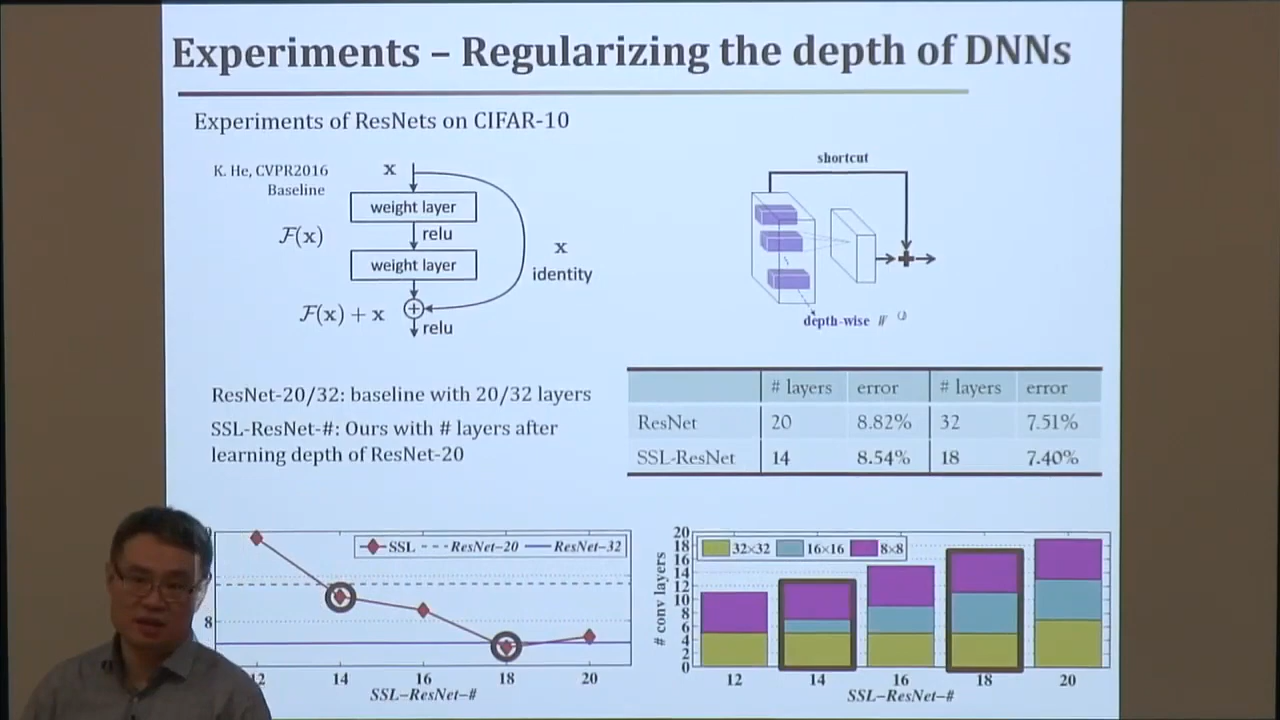 Experiments – Regularizing the depth of DNNs
Experiments of ResNets on CIFAR-10
K. He, CVPR2016
Baseline
x
weight layer
F(x)
relu
weight layer
x
identity
F(x) + x
relu
shortcut
depth-wise
ResNet-20/32: baseline with 20/32 layers
SSL-ResNet-#: Ours with # layers after
learning depth of ResNet-20
# layers error # layers error
ResNet 20 8.82% 32 7.51%
SSL-ResNet 14 8.54% 18 7.40%
SSL ResNet–20 ResNet–32
8
12 14 16 18 20
SSL–ResNet–#
# conv layers
20
18
16
14
12
10
8
6
4
2
0
32×32 16×16 8×8
12 14 16 18 20
SSL–ResNet–#